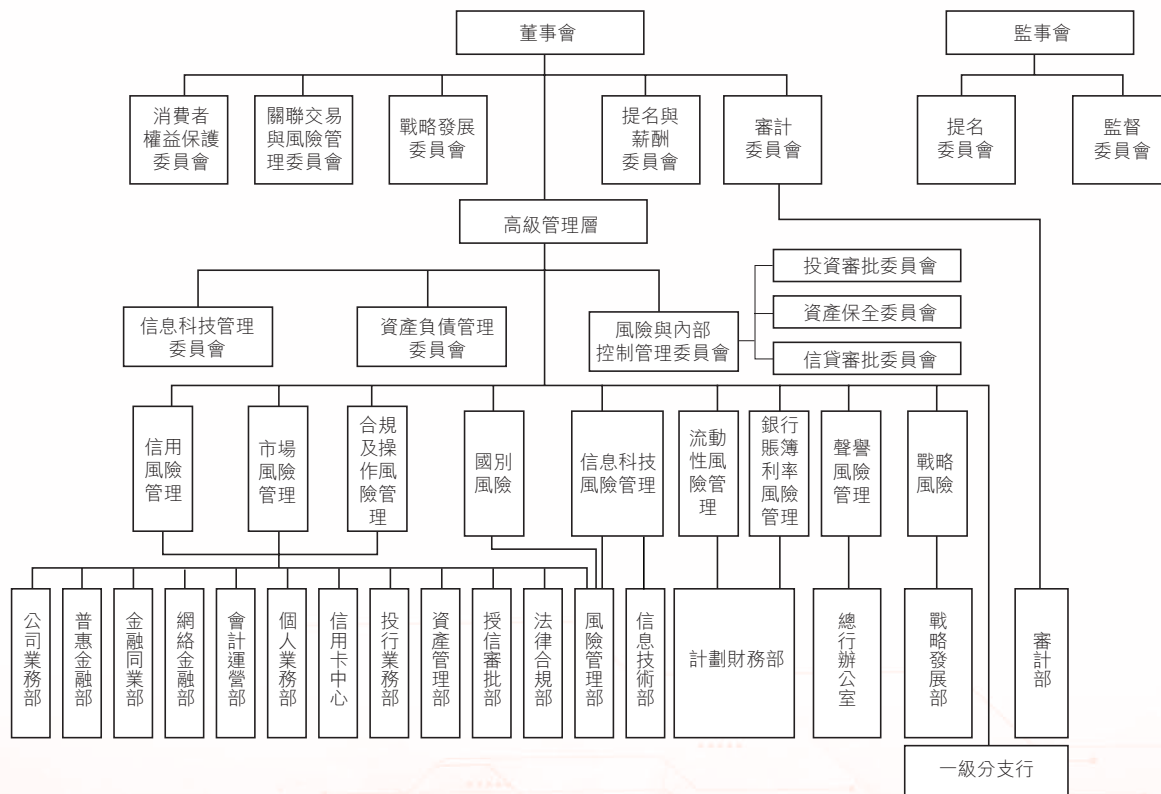 董事會
監事會
消費者
權益保護
委員會
關聯交易
與風險管
理委員會
戰略發展
委員會
提名與
薪酬
委員會
審計
委員會
提名
委員會
監督
委員會
高級管理層
投資審批委員會
資產保全委員會
信貸審批委員會
信息科技管理
委員會
資產負債管理
委員會
風險與內部
控制管理委員會
信用
風險
管理
市場
風險
管理
合規
及操
作風
險管
理
國別
風險
信息科技
風險管理
流動
性風
險管
理
銀行
賬簿
利率
風險
管理
聲譽
風險
管理
戰略
風險
公司業務部
普惠金融部
金融同業部
網絡金融部
會計運營部
個人業務部
信用卡中心
投行業務部
資產管理部
授信審批部
法律合規部
風險管理部
信息技術部
計劃財務部
總行辦公室
戰略發展部
審計部
一級分支行